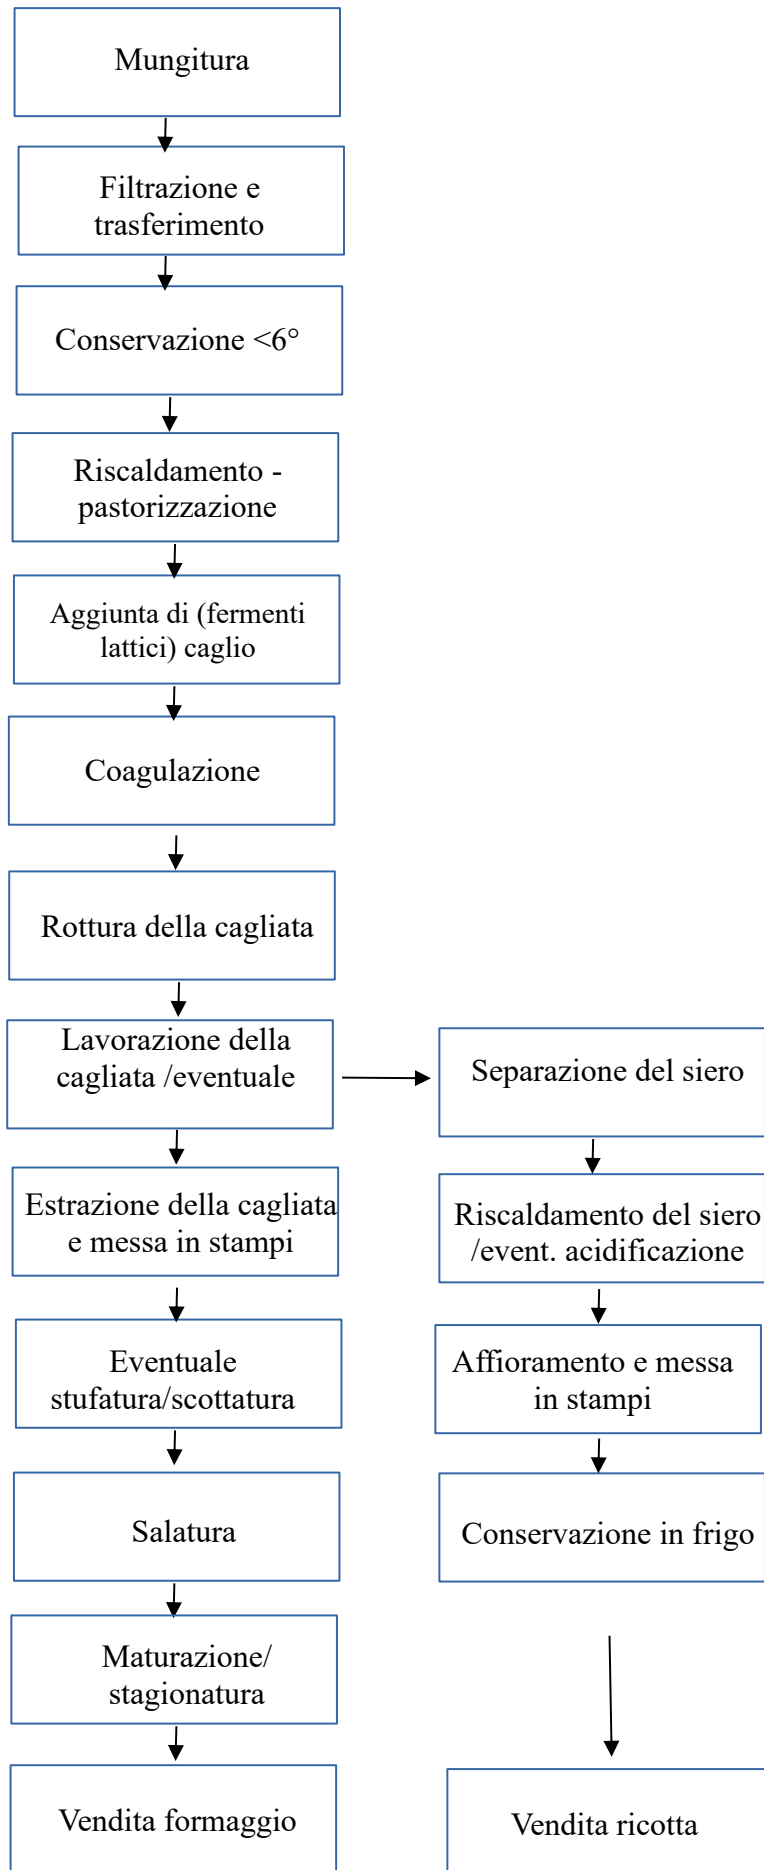 Mungitura
Filtrazione e
trasferimento
Conservazione <6°
Riscaldamento -
pastorizzazione
Aggiunta di (fermenti
lattici) caglio
Coagulazione
Rottura della cagliata
Lavorazione della
cagliata /eventuale
Estrazione della cagliata
e messa in stampi
Eventuale
stufatura/scottatura
Salatura
Maturazione/
stagionatura
Vendita formaggio
Separazione del siero
Riscaldamento del siero
/event. acidificazione
Affioramento e messa
in stampi
Conservazione in frigo
Vendita ricotta